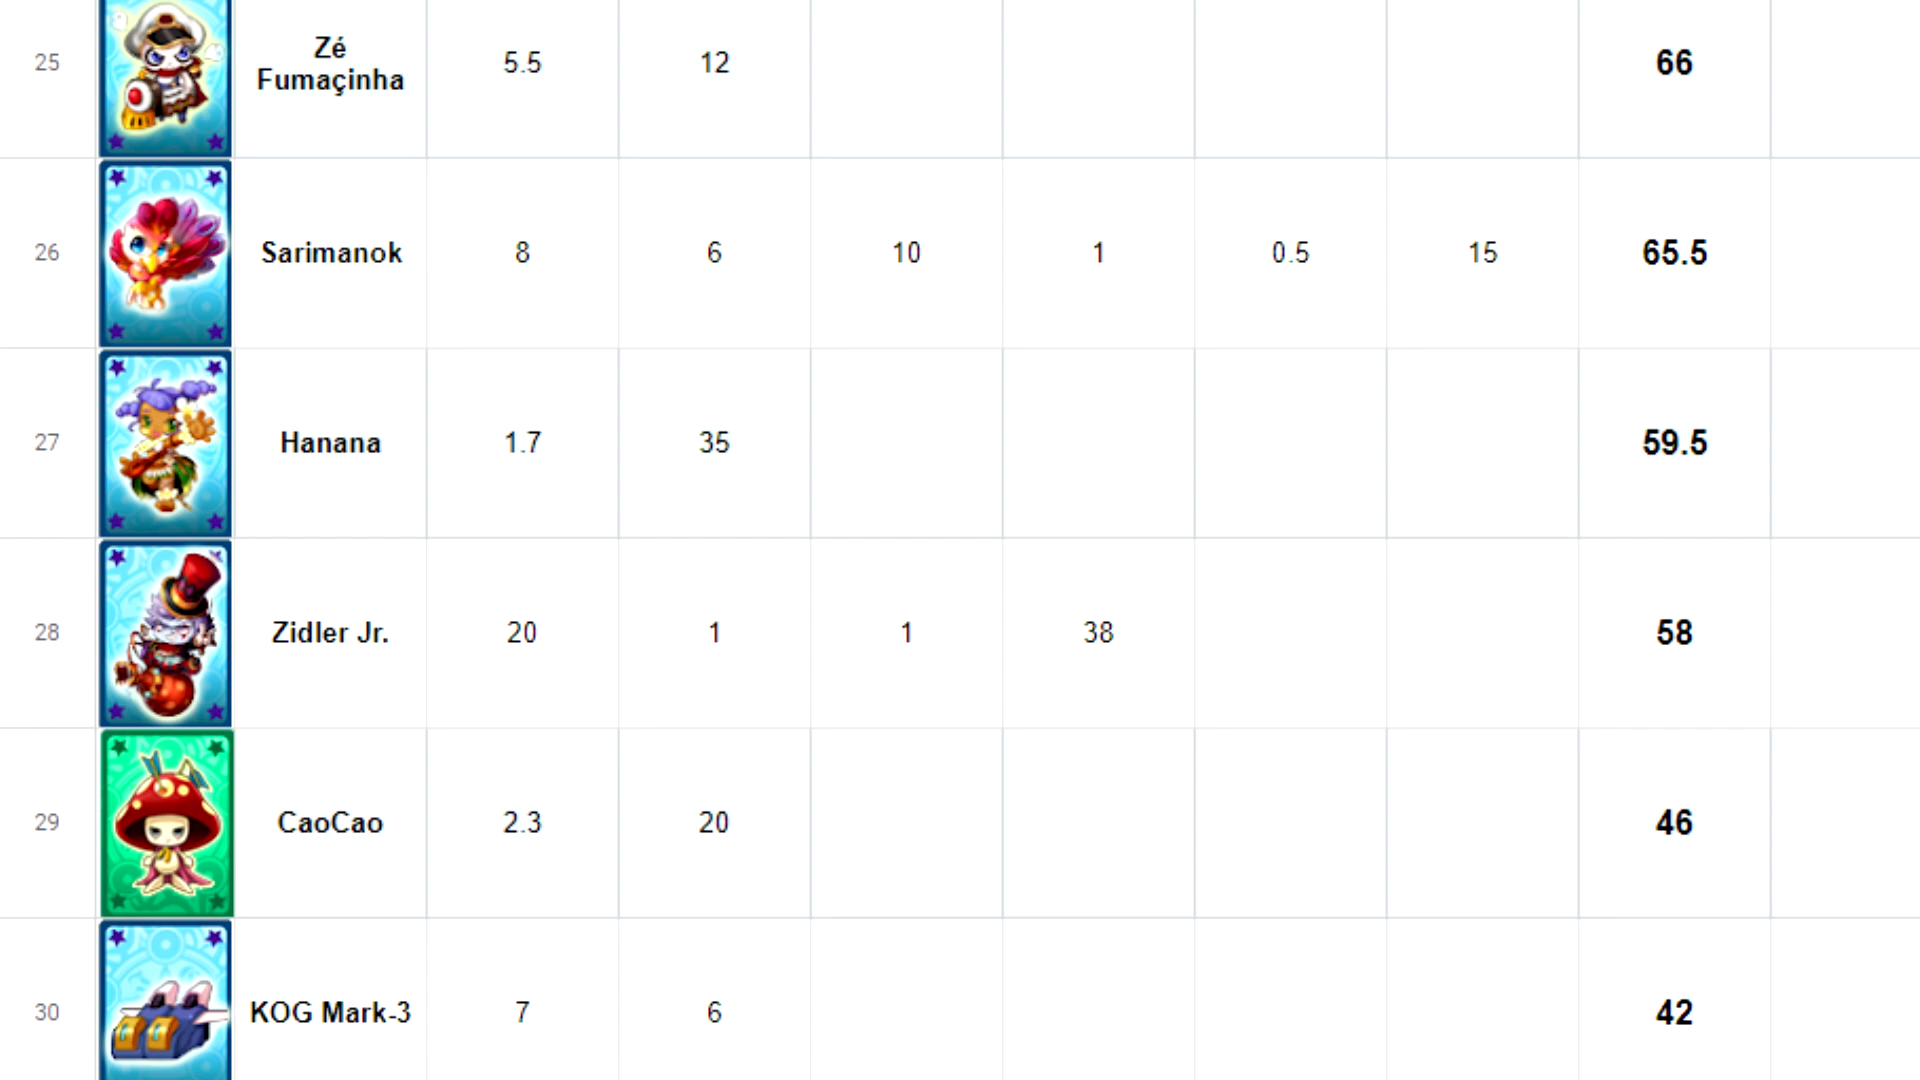 25 Zé Fumaçinha 5.5 12 66
26 Sarimanok 8 6 10 1 0.5 15 65.5
27 Hanana 1.7 35 59.5
28 Zidler Jr. 20 1 1 38 58
29 CaoCao 2.3 20 46
30 KOG Mark-3 7 6 42